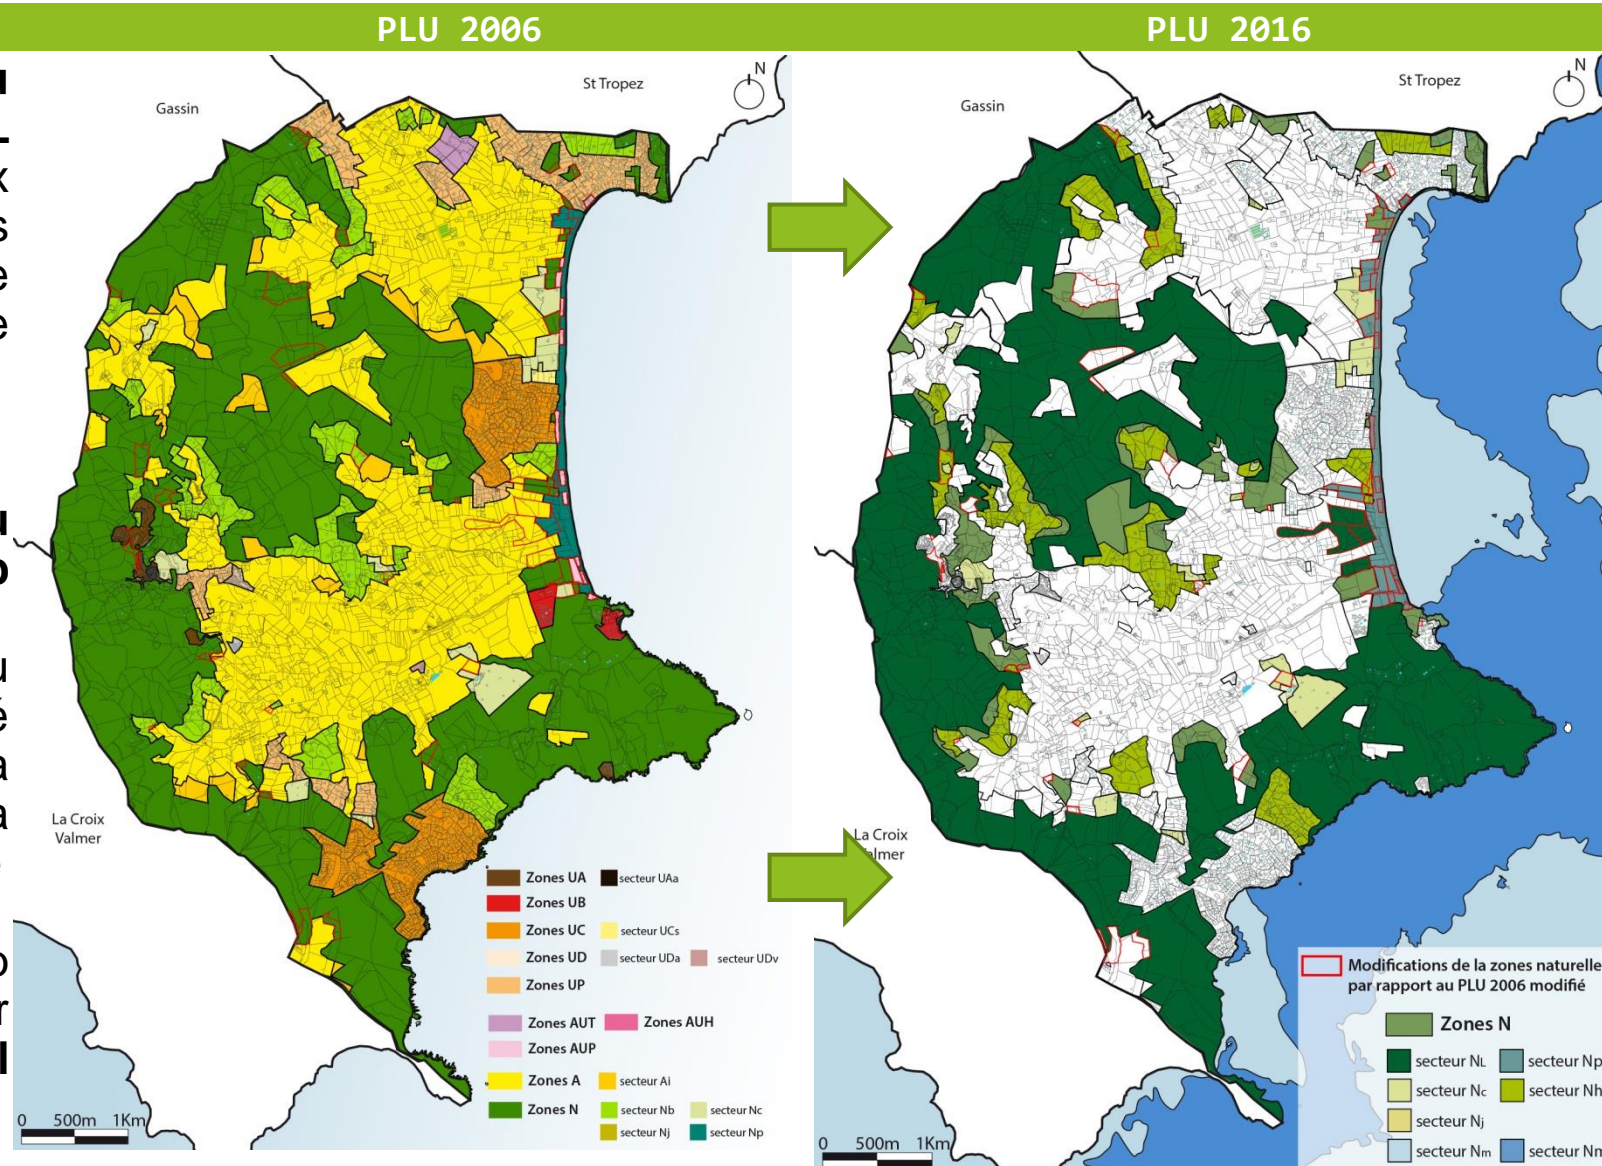 PLU 2006
PLU 2016
u
L
x
s
e
e
u
p
u
é
a
a
o
r
l
Gassin
St Tropez
N
La Croix
Valmer
Zones UA
secteur UAa
Zones UB
Zones UC
secteur UCs
Zones UD
secteur UDa
secteur UDv
Zones UP
Zones AUT
Zones AUH
Zones AUP
Zones A
secteur Ai
Zones N
secteur Nb
secteur Nc
secteur Nj
secteur Np
0 500m 1Km
Gassin
St Tropez
N
La Croix
almer
Modifications de la zones naturelle
par rapport au PLU 2006 modifié
Zones N
secteur NL
secteur Np
secteur Nc
secteur Nh
secteur Nj
secteur Nm
secteur Nm
0 500m 1Km